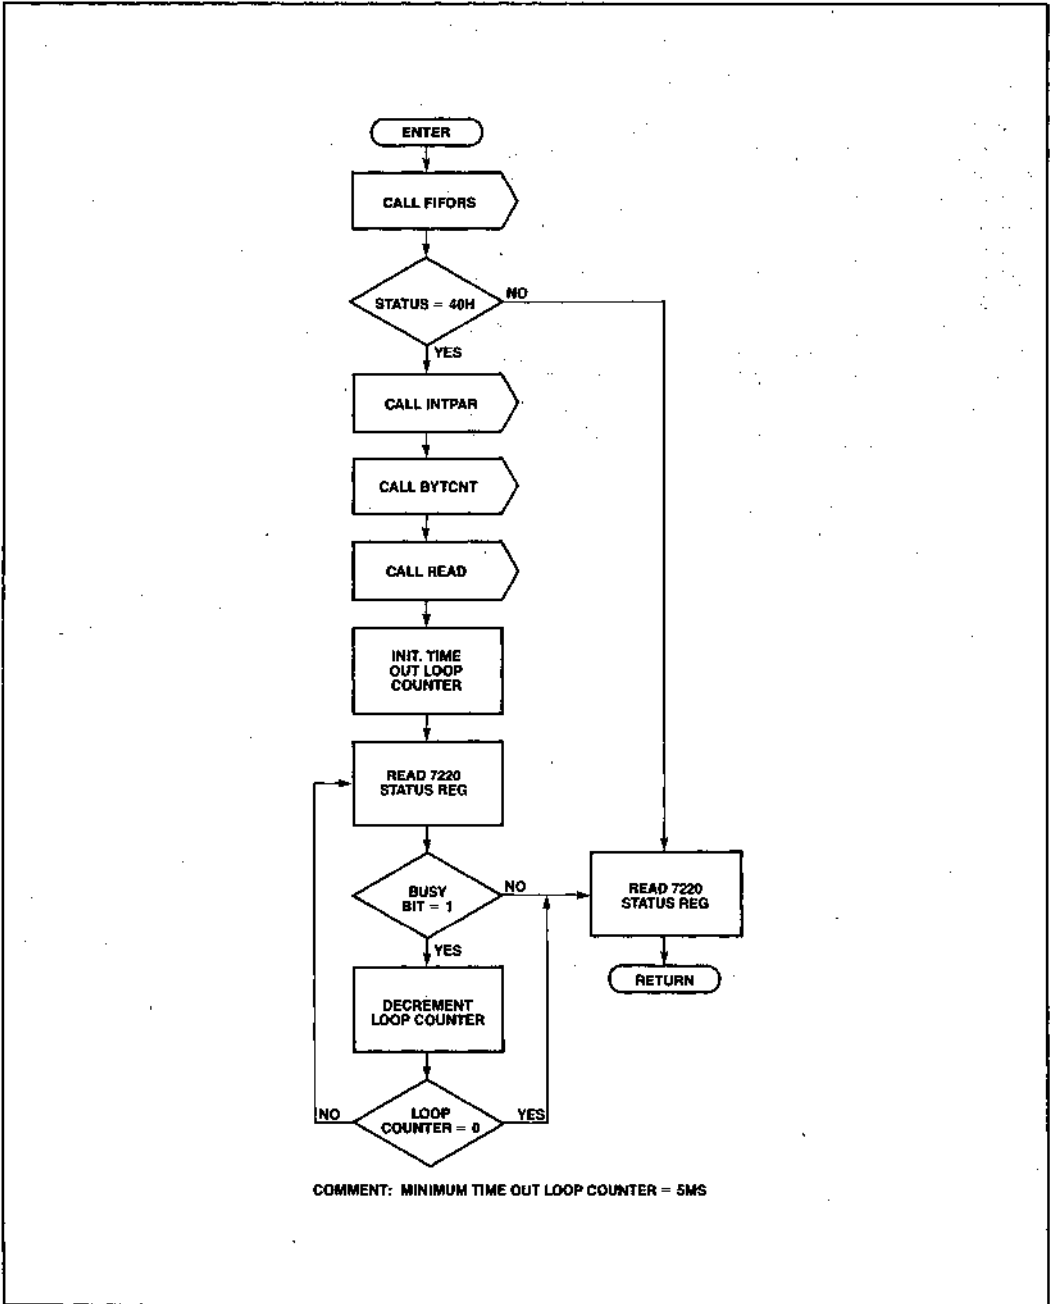 ENTER
CALL FIFORS
STATUS = 40H
NO
YES
CALL INTPAR
CALL BYTCNT
CALL READ
INIT. TIME
OUT LOOP
COUNTER
READ 7220
STATUS REG
BUSY
BIT = 1
NO
READ 7220
STATUS REG
YES
RETURN
DECREMENT
LOOP COUNTER
NO
LOOP
COUNTER = 0
YES
COMMENT: MINIMUM TIME OUT LOOP COUNTER = 5MS